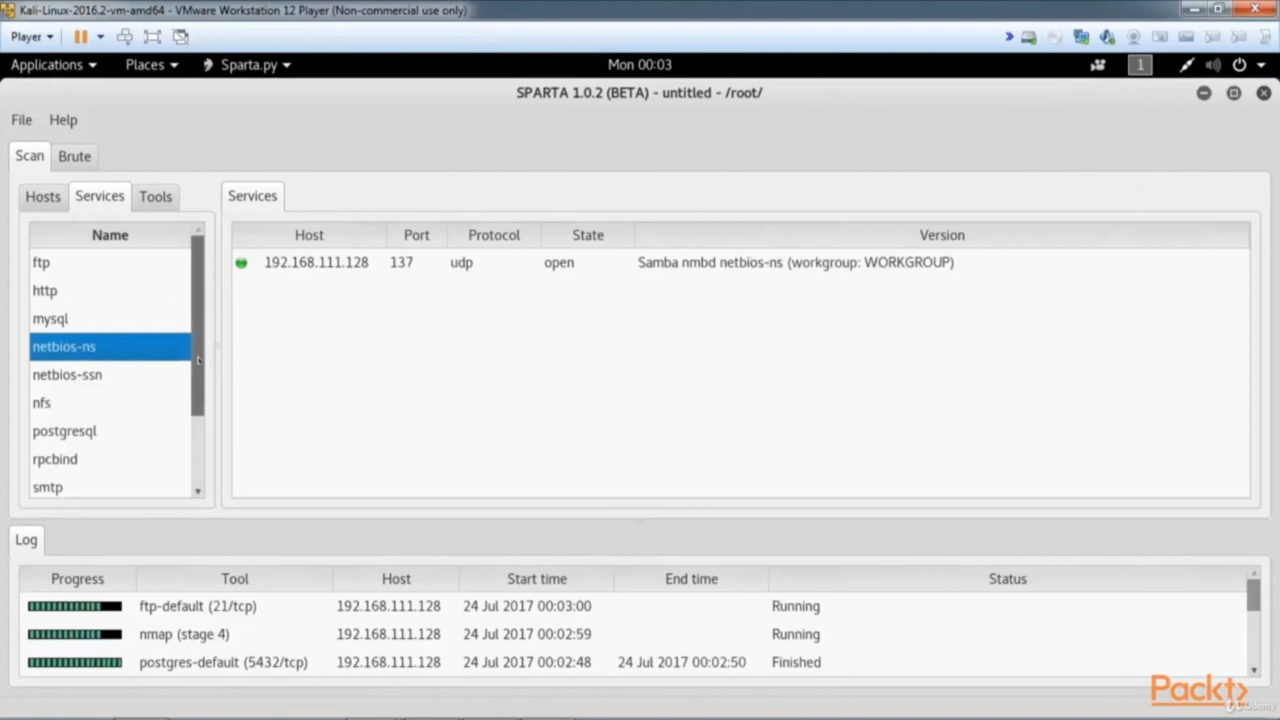 Kali-Linux-2016.2-vm-amd64 - VMware Workstation 12 Player (Non-commercial use only)
Player
Applications Places Sparta.py Mon 00:03 1
SPARTA 1.0.2 (BETA) - untitled - /root/
File Help
Scan Brute
Hosts Services Tools Services
Name Host Port Protocol State Version
ftp 192.168.111.128 137 udp open Samba nmbd netbios-ns (workgroup: WORKGROUP)
http
mysql
netbios-ns
netbios-ssn
nfs
postgresql
rpcbind
smtp
Log
Progress Tool Host Start time End time Status
ftp-default (21/tcp) 192.168.111.128 24 Jul 2017 00:03:00 Running
nmap (stage 4) 192.168.111.128 24 Jul 2017 00:02:59 Running
postgres-default (5432/tcp) 192.168.111.128 24 Jul 2017 00:02:48 24 Jul 2017 00:02:50 Finished
Packt
Udemy